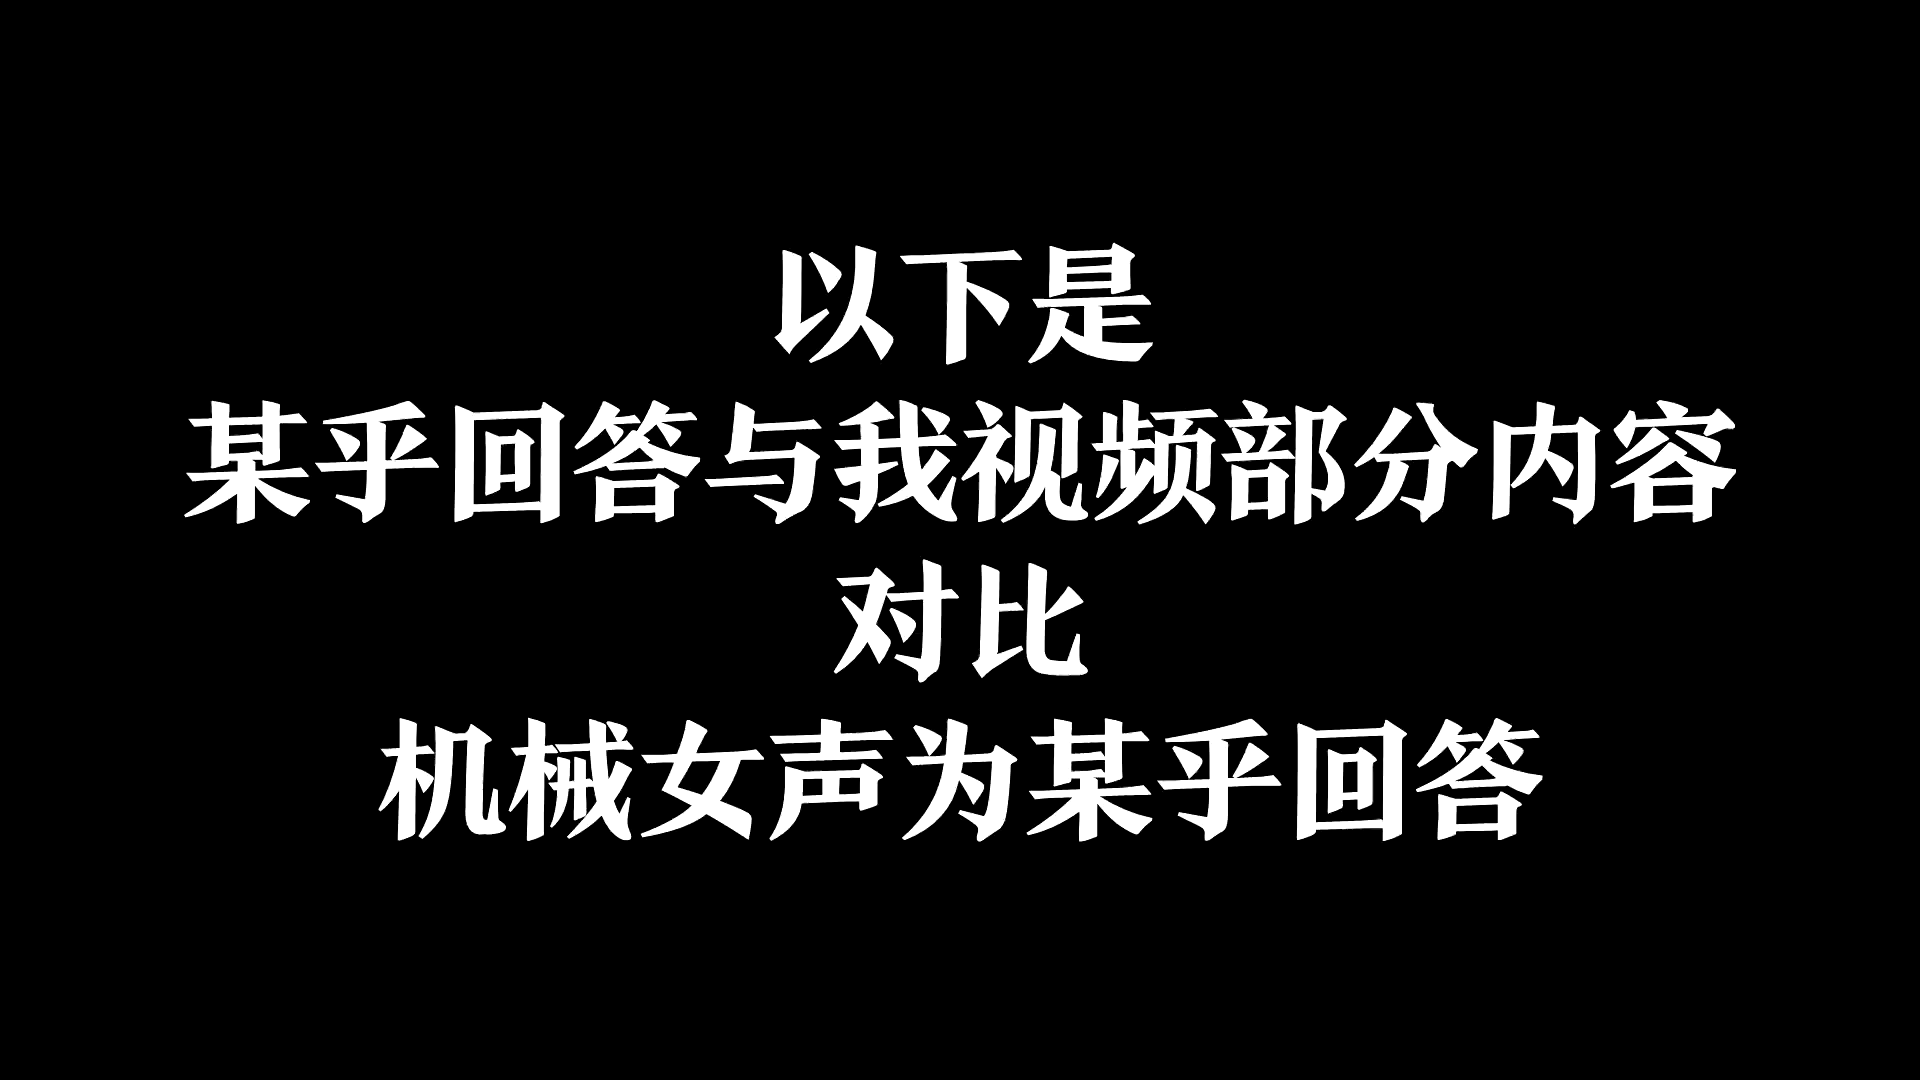 以下是
某乎回答与我视频部分内容
对比
机械女声为某乎回答